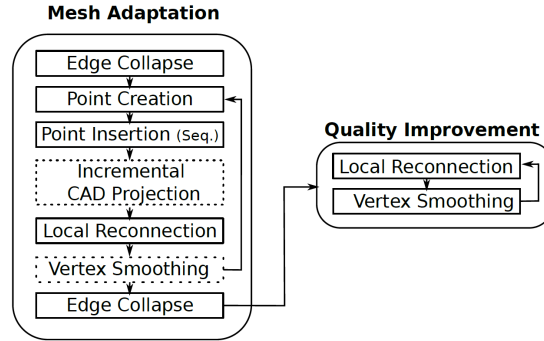 Mesh Adaptation
Edge Collapse
Point Creation
Point Insertion (Seq.)
Incremental
CAD Projection
Local Reconnection
Vertex Smoothing
Edge Collapse
Quality Improvement
Local Reconnection
Vertex Smoothing